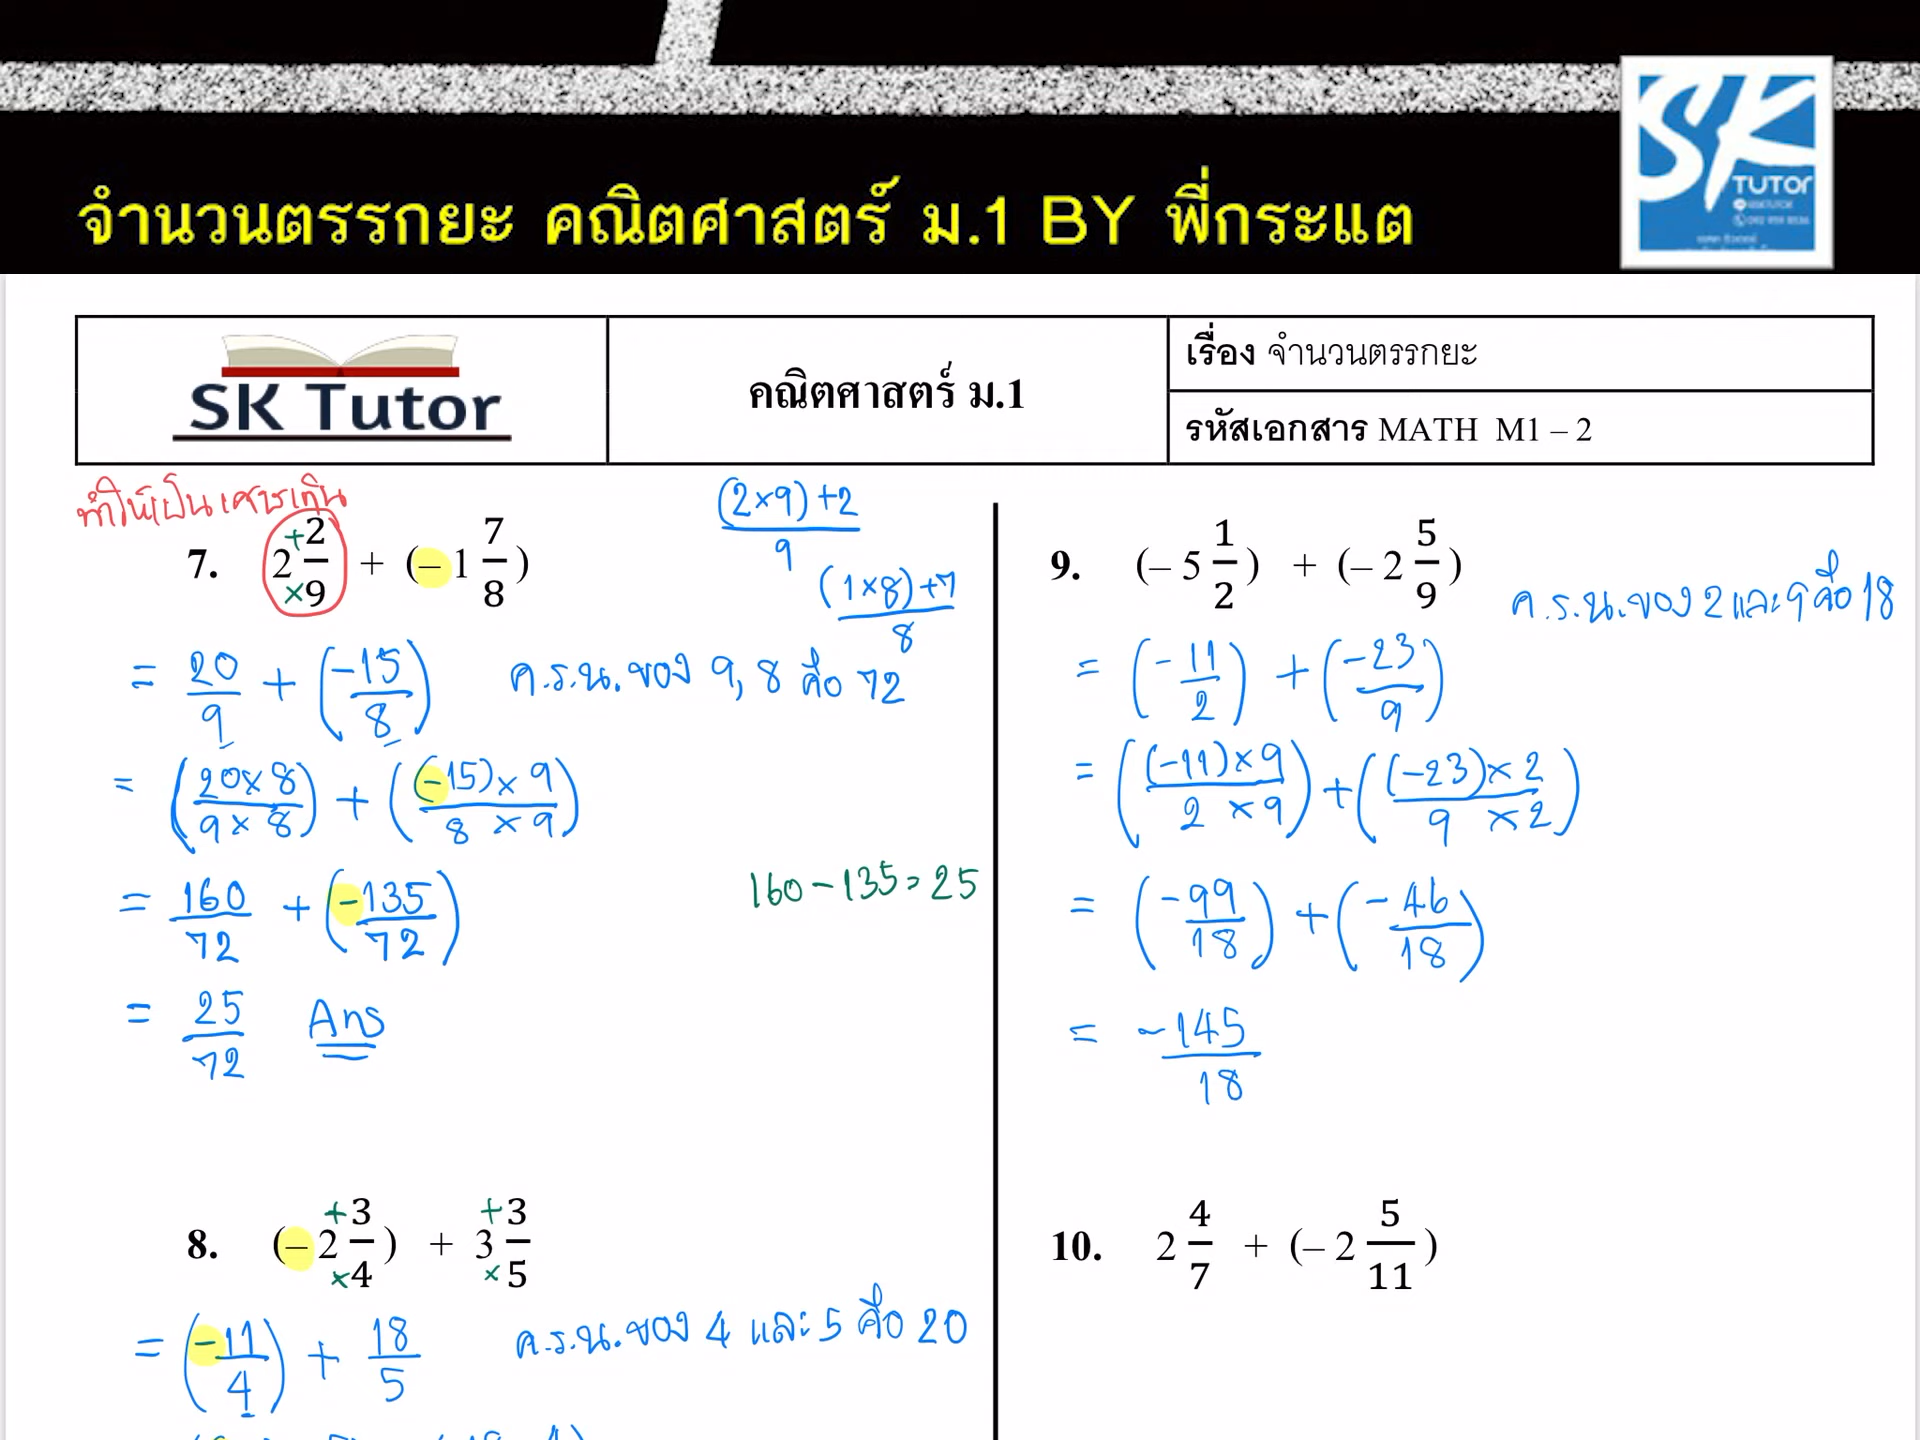 SK
TUTOR
จำนวนตรรกยะ คณิตศาสตร์ ม.1 BY พี่กระแต
SK Tutor
คณิตศาสตร์ ม.1
เรื่อง จำนวนตรรกยะ
รหัสเอกสาร MATH M1 – 2
ทำให้เป็นเศษเกิน
7. 2 2/9 + (– 1 7/8)
+
×
((2×9)+2)/9
((1×8)+7)/8
= 20/9 + (-15/8) ค.ร.น.ของ 9, 8 คือ 72
= (20×8/9×8) + ((-15)×9/8×9)
= 160/72 + (-135/72) 160-135=25
= 25/72 Ans
8. (– 2 3/4) + 3 3/5
+ +
× ×
= (-11/4) + 18/5 ค.ร.น.ของ 4 และ 5 คือ 20
9. (– 5 1/2) + (– 2 5/9)
ค.ร.น.ของ 2 และ 9 คือ 18
= (-11/2) + (-23/9)
= ((-11)×9/2×9) + ((-23)×2/9×2)
= (-99/18) + (-46/18)
= -145/18
10. 2 4/7 + (– 2 5/11)